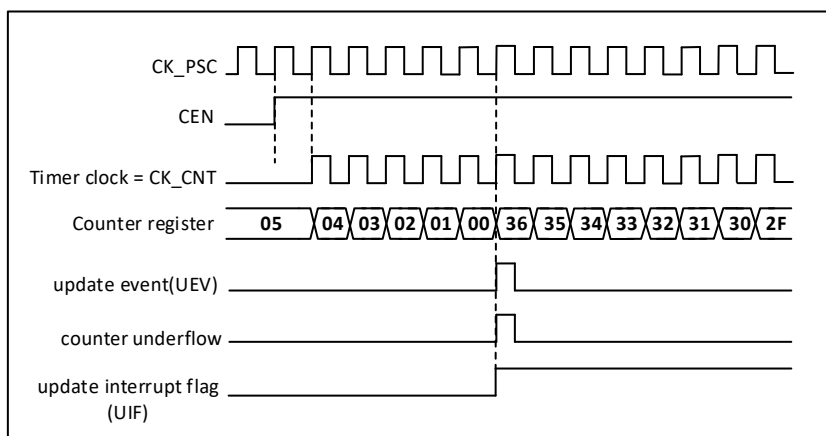 CK_PSC
CEN
Timer clock = CK_CNT
Counter register 05 04 03 02 01 00 36 35 34 33 32 31 30 2F
update event(UEV)
counter underflow
update interrupt flag
(UIF)